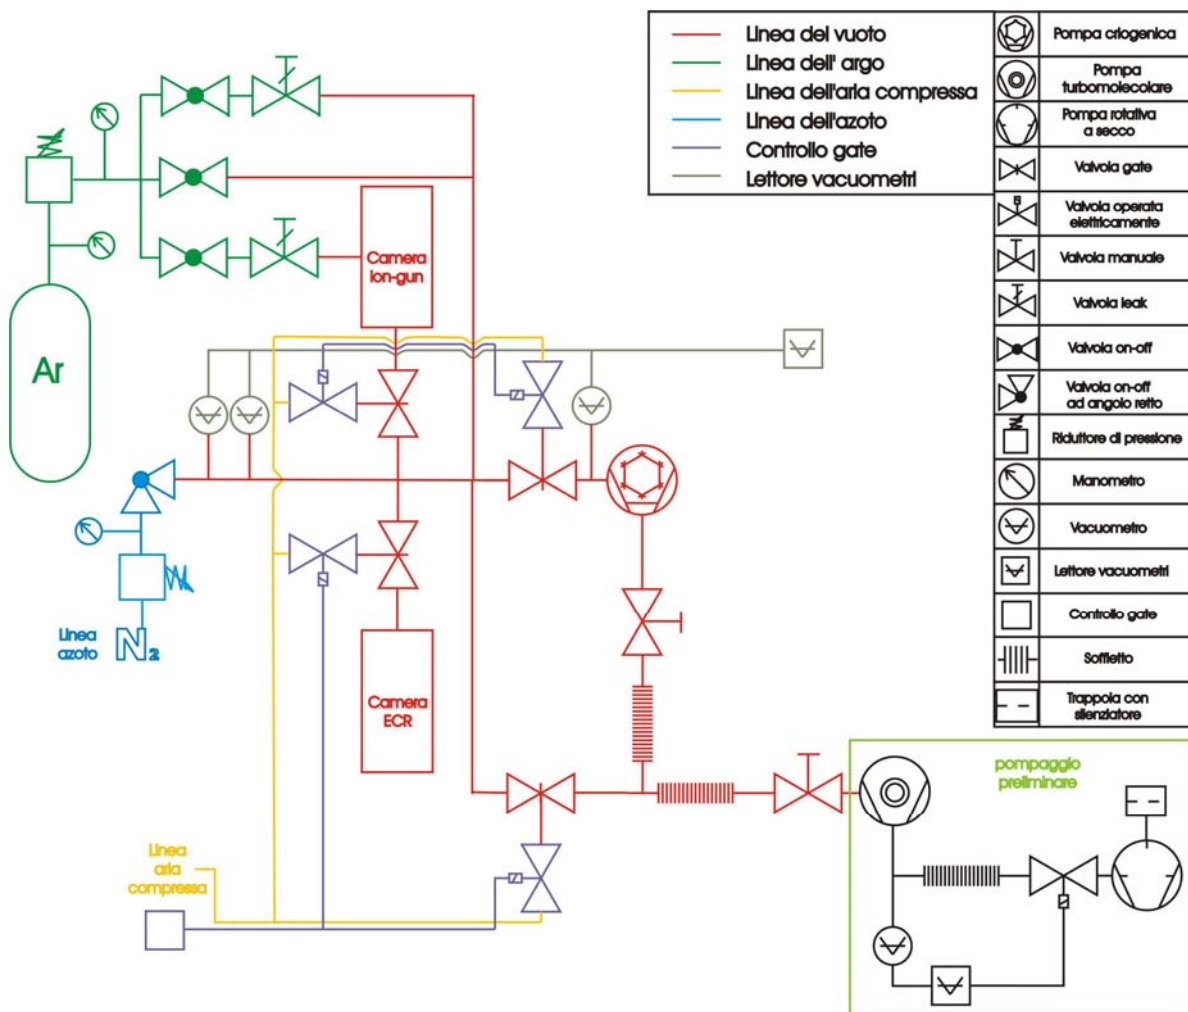 Linea del vuoto
Linea dell' argo
Linea dell'aria compressa
Linea dell'azoto
Controllo gate
Lettore vacuometri
Pompa criogenica
Pompa
turbomolecolare
Pompa rotativa
a secco
Valvola gate
Valvola operata
elettricamente
Valvola manuale
Valvola leak
Valvola on-off
Valvola on-off
ad angolo retto
Riduttore di pressione
Manometro
Vacuometro
Lettore vacuometri
Controllo gate
Soffietto
Trappola con
silenziatore
Camera
Ion-gun
Ar
Linea
azoto
N2
Camera
ECR
Linea
aria
compressa
pompaggio
preliminare